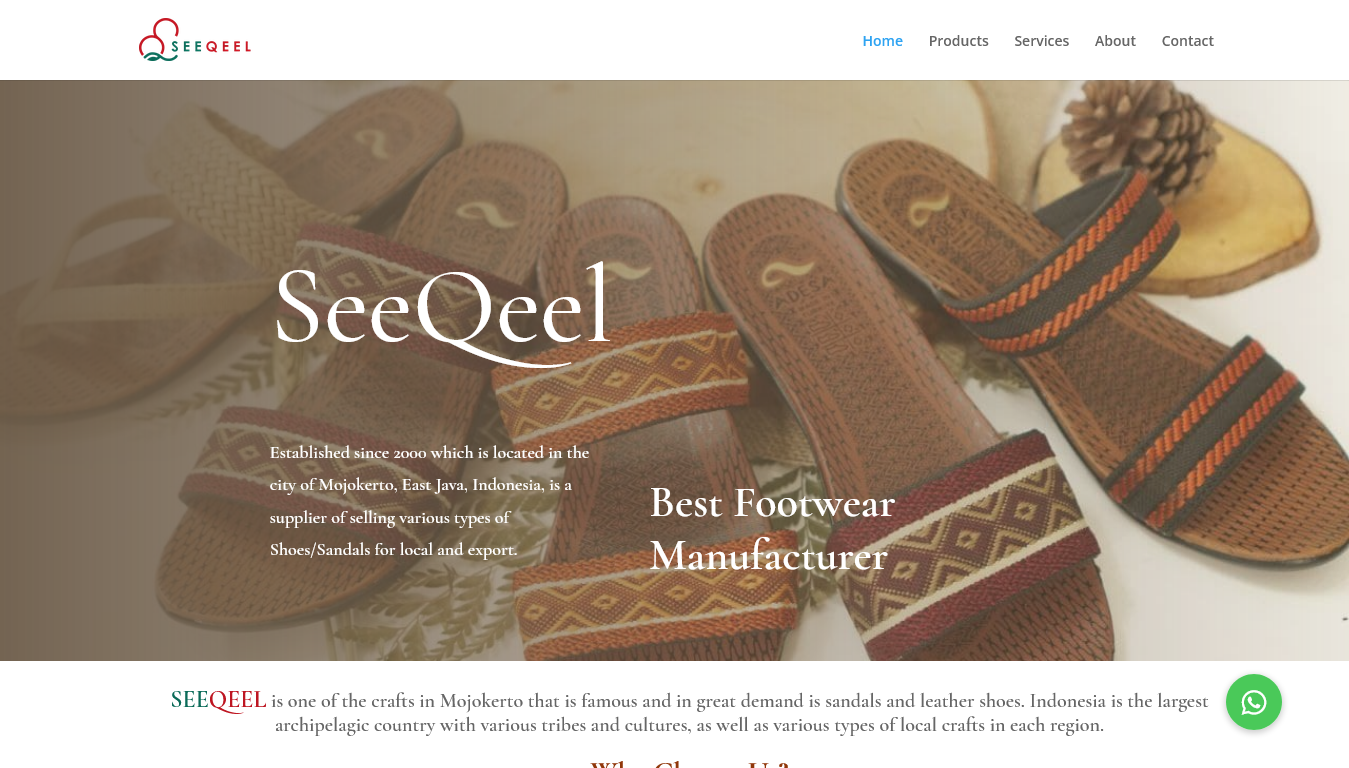 SEEQEEL
Home Products Services About Contact
SeeQeel
Established since 2000 which is located in the
city of Mojokerto, East Java, Indonesia, is a
supplier of selling various types of
Shoes/Sandals for local and export.
Best Footwear
Manufacturer
ADESA
SEEQEEL is one of the crafts in Mojokerto that is famous and in great demand is sandals and leather shoes. Indonesia is the largest
archipelagic country with various tribes and cultures, as well as various types of local crafts in each region.